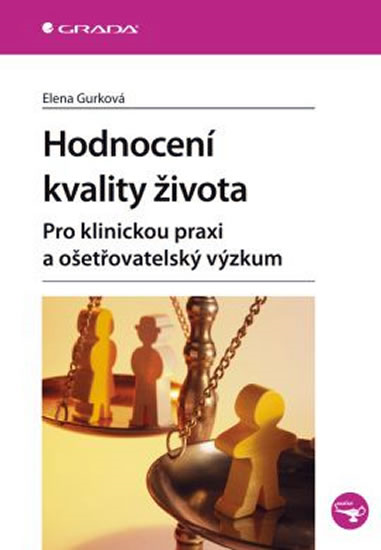 GRADA
Elena Gurková
Hodnocení
kvality života
Pro klinickou praxi
a ošetřovatelský výzkum